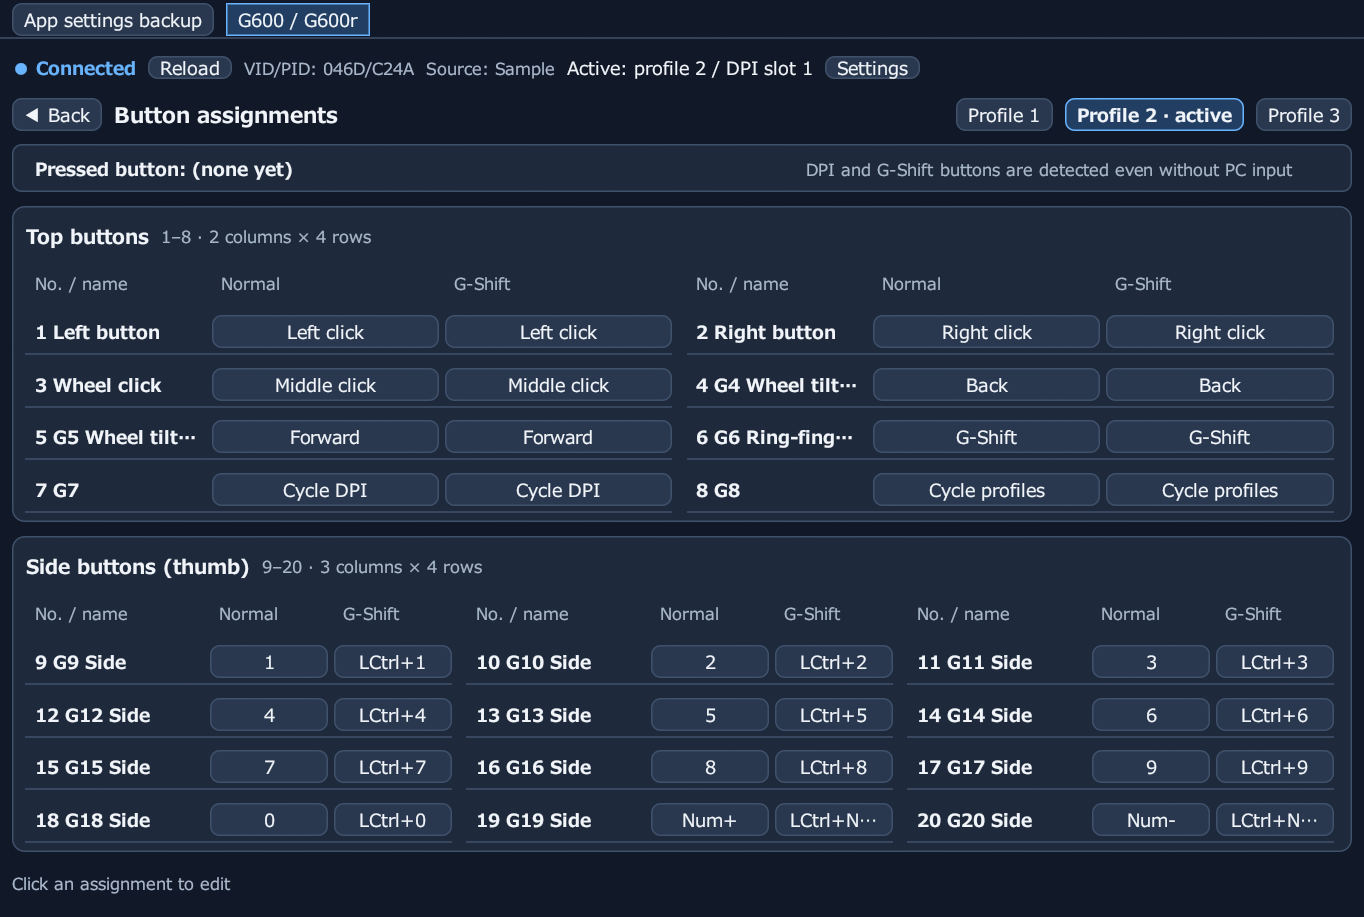 App settings backup G600 / G600r
Connected Reload VID/PID: 046D/C24A Source: Sample Active: profile 2 / DPI slot 1 Settings
◀ Back Button assignments Profile 1 Profile 2 · active Profile 3
Pressed button: (none yet) DPI and G-Shift buttons are detected even without PC input
Top buttons 1–8 · 2 columns × 4 rows
No. / name Normal G-Shift No. / name Normal G-Shift
1 Left button Left click Left click 2 Right button Right click Right click
3 Wheel click Middle click Middle click 4 G4 Wheel tilt··· Back Back
5 G5 Wheel tilt··· Forward Forward 6 G6 Ring-fing··· G-Shift G-Shift
7 G7 Cycle DPI Cycle DPI 8 G8 Cycle profiles Cycle profiles
Side buttons (thumb) 9–20 · 3 columns × 4 rows
No. / name Normal G-Shift No. / name Normal G-Shift No. / name Normal G-Shift
9 G9 Side 1 LCtrl+1 10 G10 Side 2 LCtrl+2 11 G11 Side 3 LCtrl+3
12 G12 Side 4 LCtrl+4 13 G13 Side 5 LCtrl+5 14 G14 Side 6 LCtrl+6
15 G15 Side 7 LCtrl+7 16 G16 Side 8 LCtrl+8 17 G17 Side 9 LCtrl+9
18 G18 Side 0 LCtrl+0 19 G19 Side Num+ LCtrl+N··· 20 G20 Side Num- LCtrl+N···
Click an assignment to edit